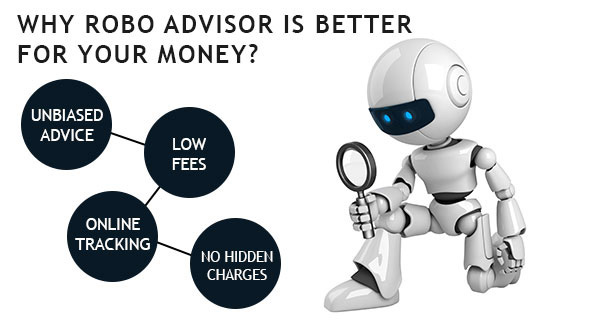 WHY ROBO ADVISOR IS BETTER
FOR YOUR MONEY?
UNBIASED
ADVICE
LOW
FEES
ONLINE
TRACKING
NO HIDDEN
CHARGES